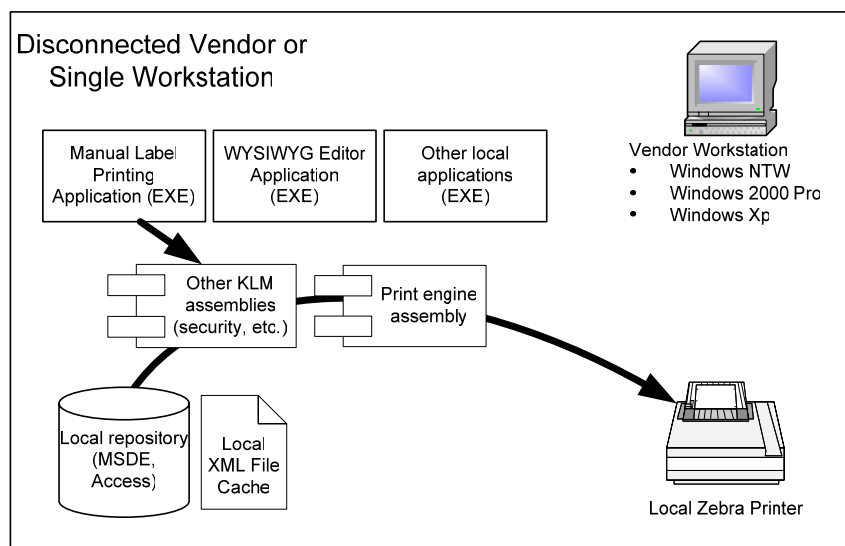 Disconnected Vendor or
Single Workstation
Manual Label
Printing
Application (EXE)
WYSIWYG Editor
Application
(EXE)
Other local
applications
(EXE)
Vendor Workstation
• Windows NTW
• Windows 2000 Pro
• Windows Xp
Other KLM
assemblies
(security, etc.)
Print engine
assembly
Local repository
(MSDE,
Access)
Local
XML File
Cache
Local Zebra Printer